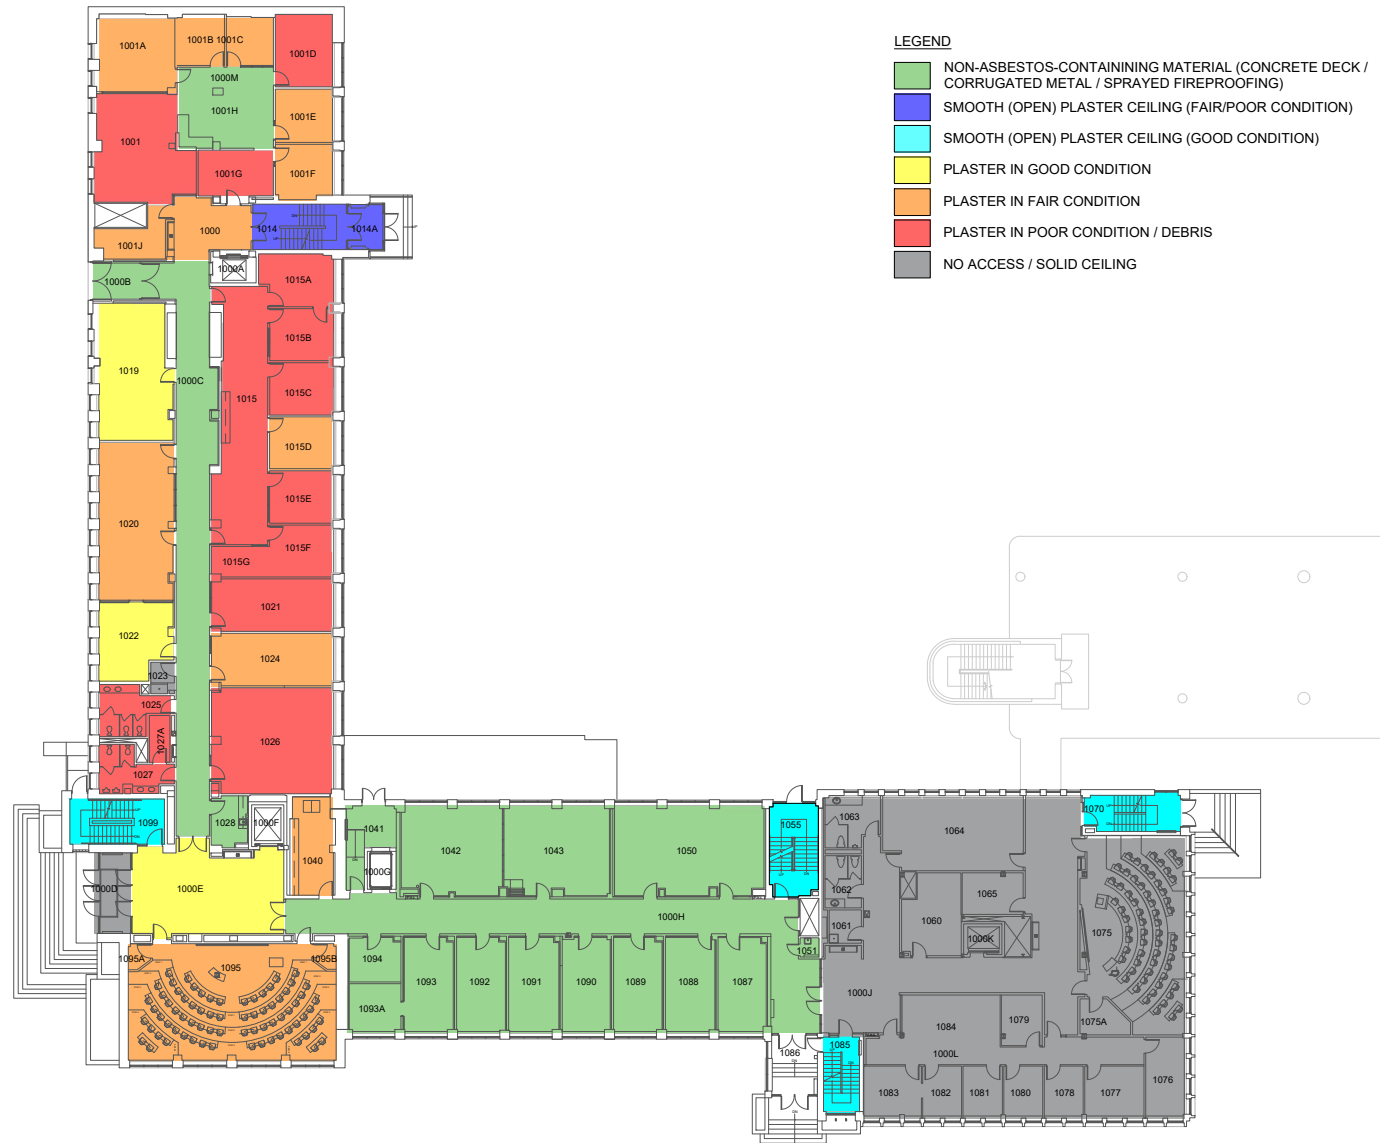 LEGEND
NON-ASBESTOS-CONTAINING MATERIAL (CONCRETE DECK /
CORRUGATED METAL / SPRAYED FIREPROOFING)
SMOOTH (OPEN) PLASTER CEILING (FAIR/POOR CONDITION)
SMOOTH (OPEN) PLASTER CEILING (GOOD CONDITION)
PLASTER IN GOOD CONDITION
PLASTER IN FAIR CONDITION
PLASTER IN POOR CONDITION / DEBRIS
NO ACCESS / SOLID CEILING
1001A
1001B
1001C
1001D
1000M
1001H
1001E
1001
1001G
1001F
1000
1014
1014A
1001J
1000A
1000B
1015A
1015B
1019
1000C
1015
1015C
1015D
1015E
1020
1015F
1015G
1021
1022
1024
1023
1025
1027A
1026
1027
1099
1028
1000F
1041
1042
1043
1050
1055
1063
1064
1070
1040
1000G
1000D
1000E
1062
1065
1060
1061
1000H
1051
1000K
1075
1095A
1095
1095B
1094
1093
1092
1091
1090
1089
1088
1087
1093A
1000J
1084
1079
1075A
1086
1085
1000L
1083
1082
1081
1080
1078
1077
1076